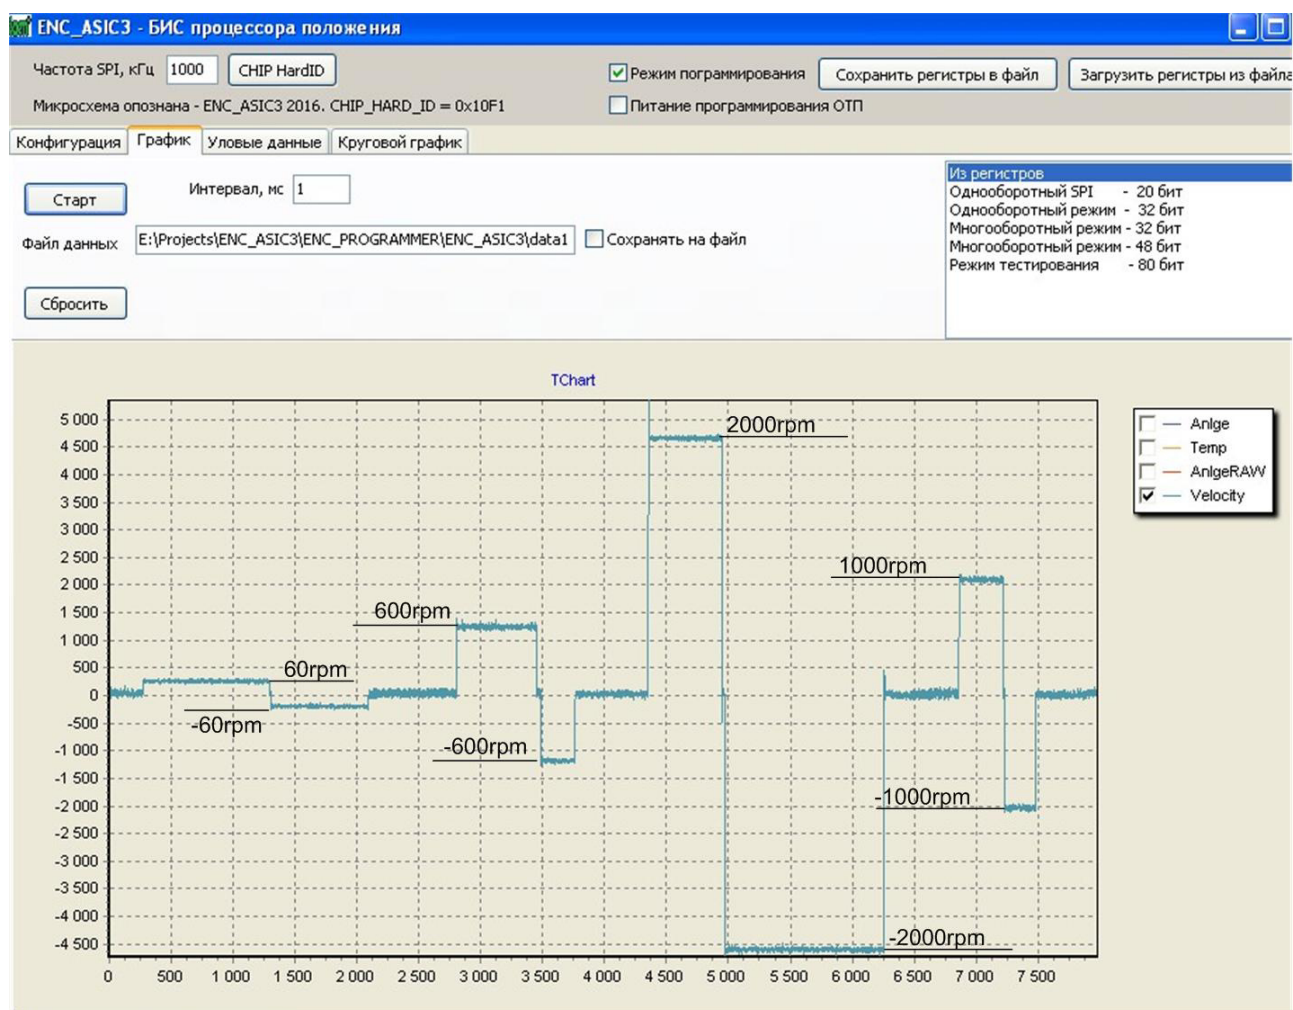 ENC_ASIC3 - БИС процессора положения
Частота SPI, кГц 1000 CHIP HardID
Режим пограммирования Сохранить регистры в файл Загрузить регистры из файла
Микросхема опознана - ENC_ASIC3 2016. CHIP_HARD_ID = 0x10F1
Питание программирования ОТП
Конфигурация График Уловые данные Круговой график
Старт Интервал, мс 1
Файл данных E:\Projects\ENC_ASIC3\ENC_PROGRAMMER\ENC_ASIC3\data1 Сохранять на файл
Сбросить
Из регистров
Однооборотный SPI - 20 бит
Однооборотный режим - 32 бит
Многооборотный режим - 32 бит
Многооборотный режим - 48 бит
Режим тестирования - 80 бит
TChart
5 000
4 500
4 000
3 500
3 000
2 500
2 000
1 500
1 000
500
0
-500
-1 000
-1 500
-2 000
-2 500
-3 000
-3 500
-4 000
-4 500
60rpm
-60rpm
600rpm
-600rpm
2000rpm
-2000rpm
1000rpm
-1000rpm
0 500 1 000 1 500 2 000 2 500 3 000 3 500 4 000 4 500 5 000 5 500 6 000 6 500 7 000 7 500
Anlge
Temp
AnlgeRAW
Velocity